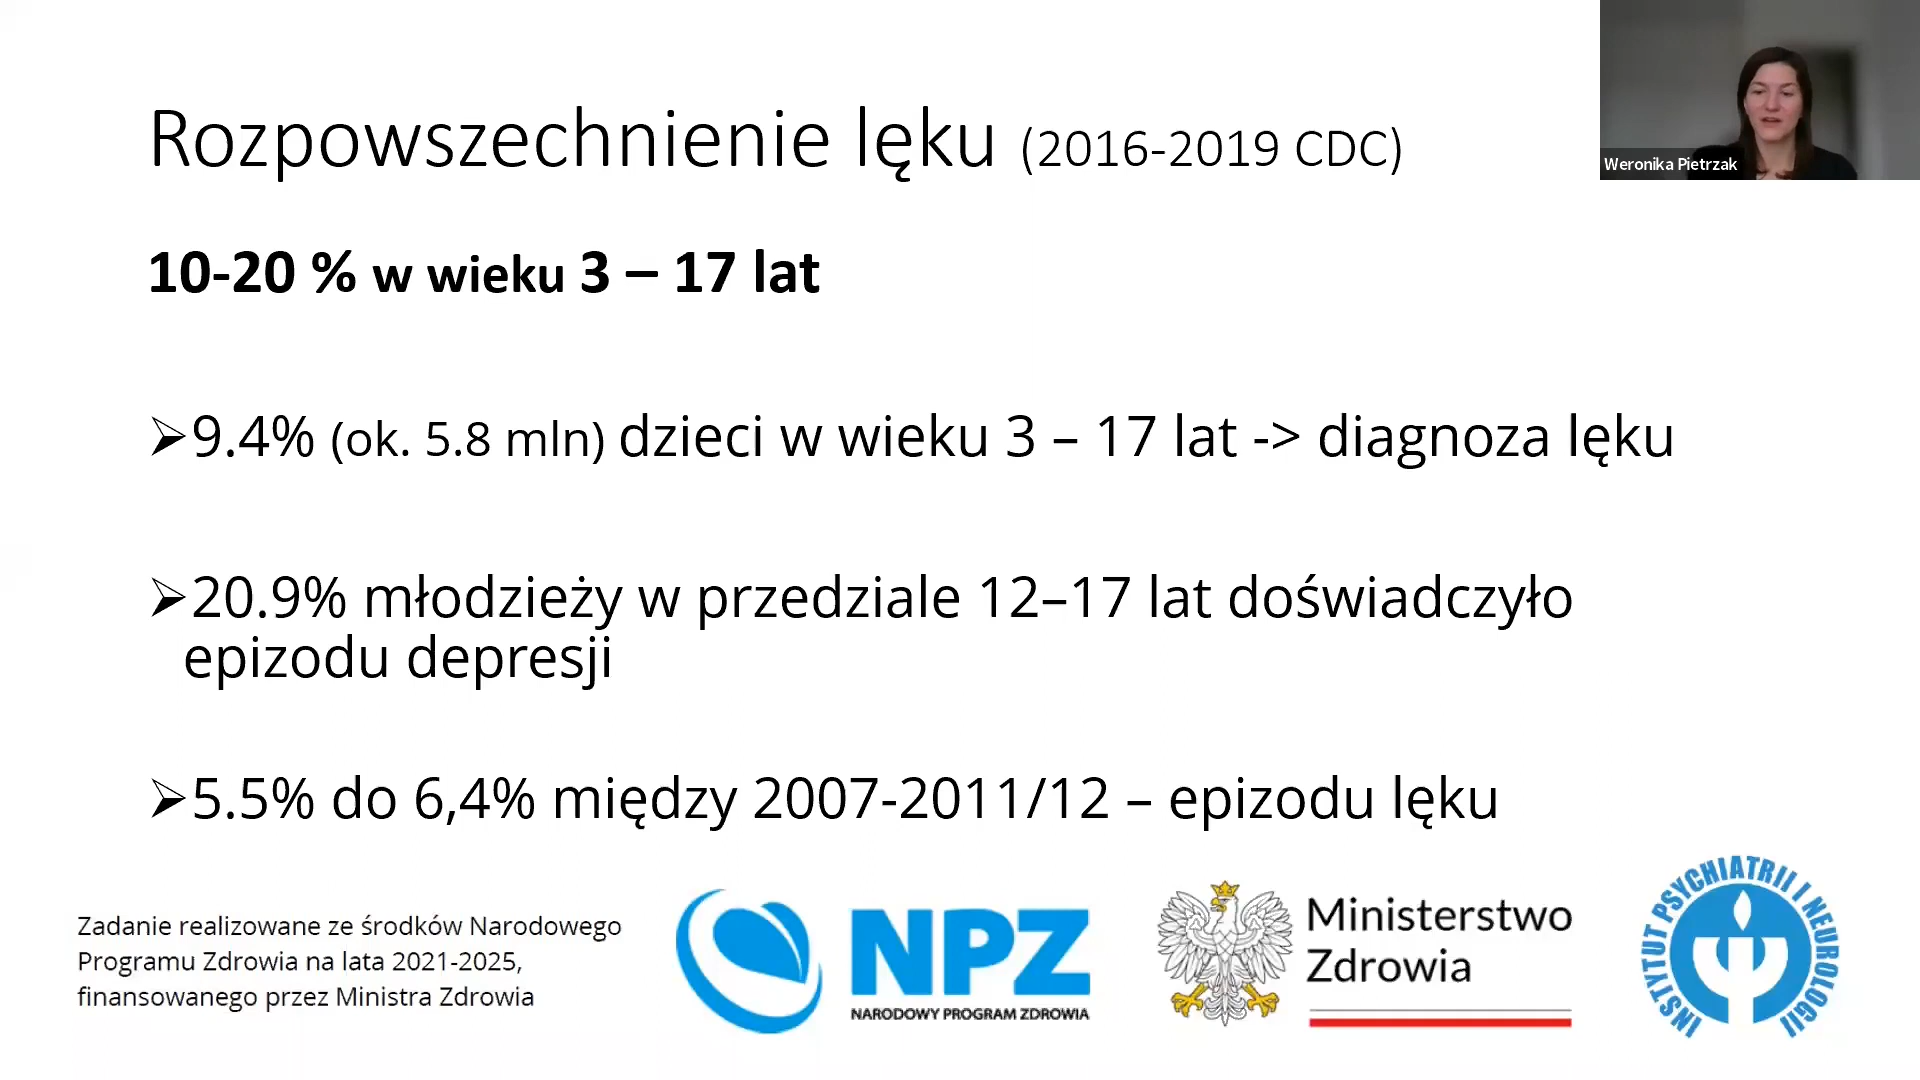 Rozpowszechnienie lęku (2016-2019 CDC)
Weronika Pietrzak
10-20 % w wieku 3 – 17 lat
➢9.4% (ok. 5.8 mln) dzieci w wieku 3 – 17 lat -> diagnoza lęku
➢20.9% młodzieży w przedziale 12–17 lat doświadczyło
epizodu depresji
➢5.5% do 6,4% między 2007-2011/12 – epizodu lęku
Zadanie realizowane ze środków Narodowego
Programu Zdrowia na lata 2021-2025,
finansowanego przez Ministra Zdrowia
NPZ
NARODOWY PROGRAM ZDROWIA
Ministerstwo
Zdrowia
INSTYTUT PSYCHIATRII I NEUROLOGII